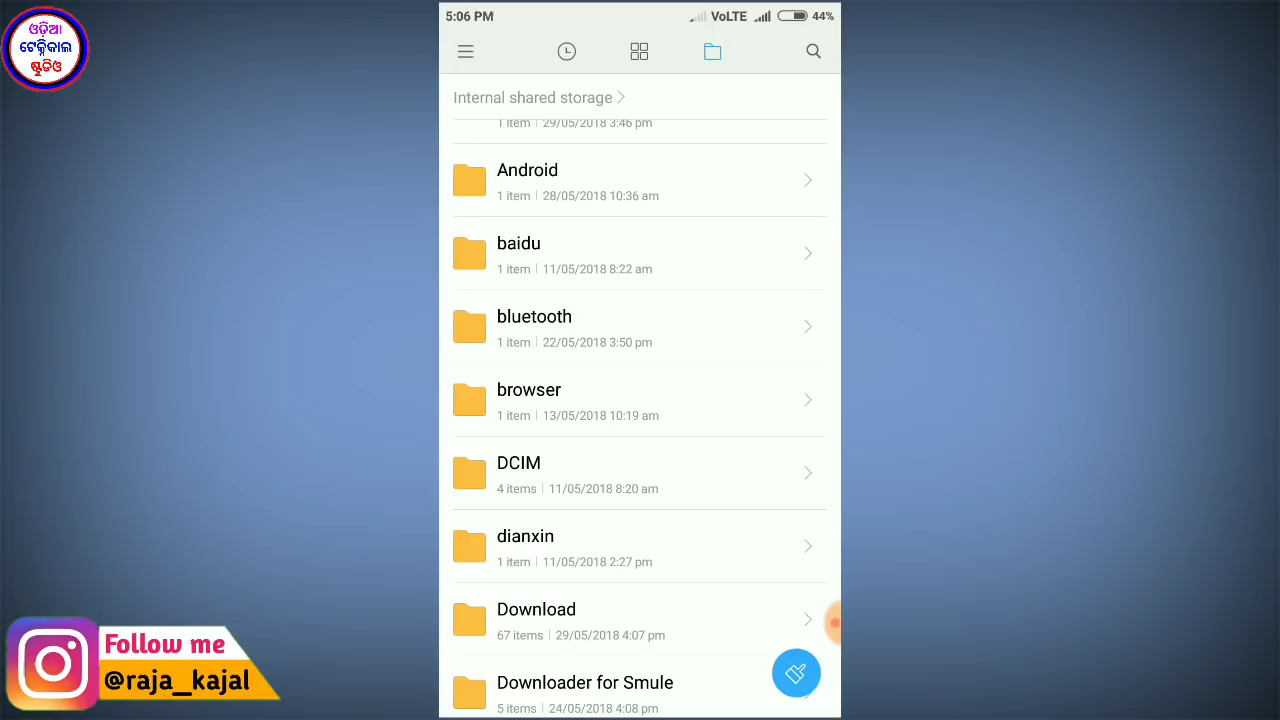 ଓଡ଼ିଆ
ଟେକ୍ନିକାଲ
ଷ୍ଟୁଡିଓ
5:06 PM
VoLTE
44%
Internal shared storage
1 item | 29/05/2018 3:46 pm
Android
1 item | 28/05/2018 10:36 am
baidu
1 item | 11/05/2018 8:22 am
bluetooth
1 item | 22/05/2018 3:50 pm
browser
1 item | 13/05/2018 10:19 am
DCIM
4 items | 11/05/2018 8:20 am
dianxin
1 item | 11/05/2018 2:27 pm
Download
67 items | 29/05/2018 4:07 pm
Downloader for Smule
5 items | 24/05/2018 4:08 pm
Follow me
@raja_kajal